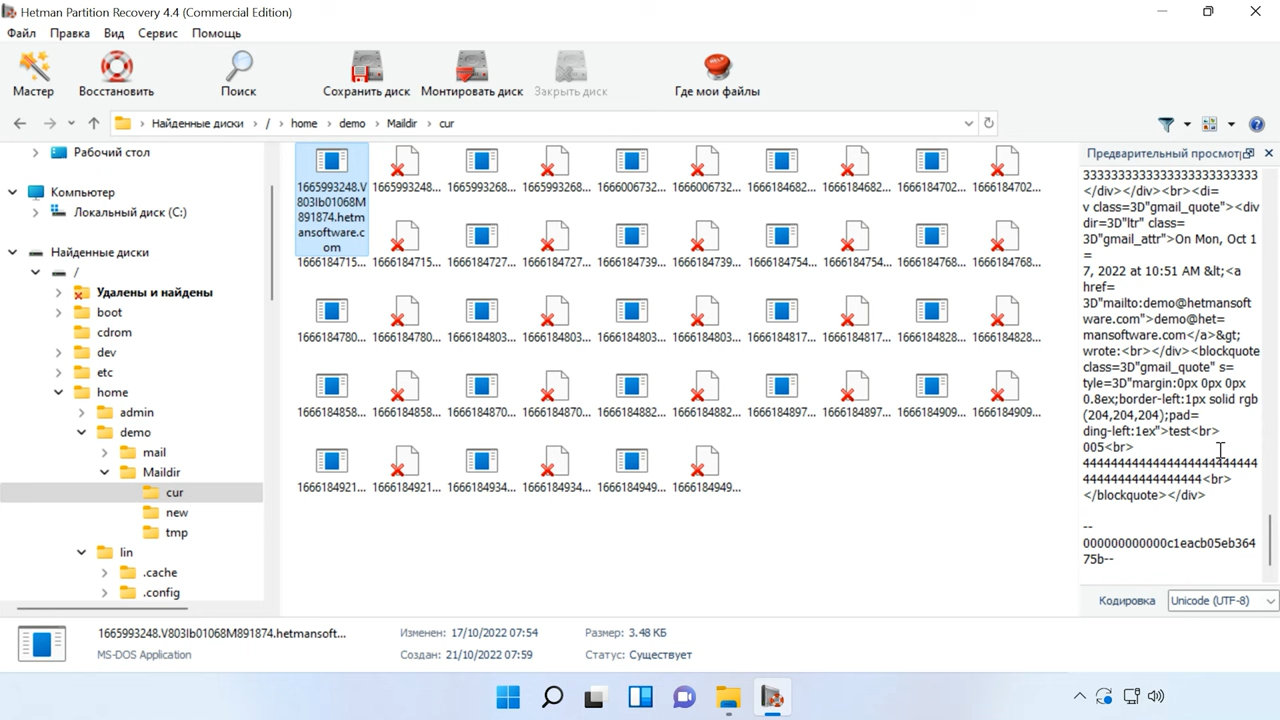 Hetman Partition Recovery 4.4 (Commercial Edition)
Файл Правка Вид Сервис Помощь
Мастер Восстановить Поиск Сохранить диск Монтировать диск Закрыть диск Где мои файлы
Найденные диски > / > home > demo > Maildir > cur
Рабочий стол
Компьютер
Локальный диск (C:)
Найденные диски
/
Удалены и найдены
boot
cdrom
dev
etc
home
admin
demo
mail
Maildir
cur
new
tmp
lin
.cache
.config
1665993248.V
803Ib01068M
891874.hetm
ansoftware.c
om
1665993248... 1665993268... 1665993268... 1666006732... 1666006732... 1666184682... 1666184682... 1666184702... 1666184702...
1666184715... 1666184715... 1666184727... 1666184727... 1666184739... 1666184739... 1666184754... 1666184754... 1666184768... 1666184768...
1666184780... 1666184780... 1666184803... 1666184803... 1666184803... 1666184803... 1666184817... 1666184817... 1666184828... 1666184828...
1666184858... 1666184858... 1666184870... 1666184870... 1666184882... 1666184882... 1666184897... 1666184897... 1666184909... 1666184909...
1666184921... 1666184921... 1666184934... 1666184934... 1666184949... 1666184949...
Предварительный просмотр
3333333333333333333333333
</div></div><br><di=
v class=3D"gmail_quote"><div
dir=3D"ltr" class=
3D"gmail_attr">On Mon, Oct 1
=
7, 2022 at 10:51 AM &lt;<a
href=
3D"mailto:demo@hetmansoft
ware.com">demo@het=
mansoftware.com</a>&gt;
wrote:<br></div><blockquote
class=3D"gmail_quote" s=
tyle=3D"margin:0px 0px 0px
0.8ex;border-left:1px solid rgb
(204,204,204);pad=
ding-left:1ex">test<br>
005<br>
4444444444444444444444444
44444444444444444<br>
</blockquote></div>
--
000000000000c1eacb05eb364
75b--
Кодировка Unicode (UTF-8)
1665993248.V803Ib01068M891874.hetmansoft...
MS-DOS Application
Изменен: 17/10/2022 07:54
Создан: 21/10/2022 07:59
Размер: 3.48 КБ
Статус: Существует